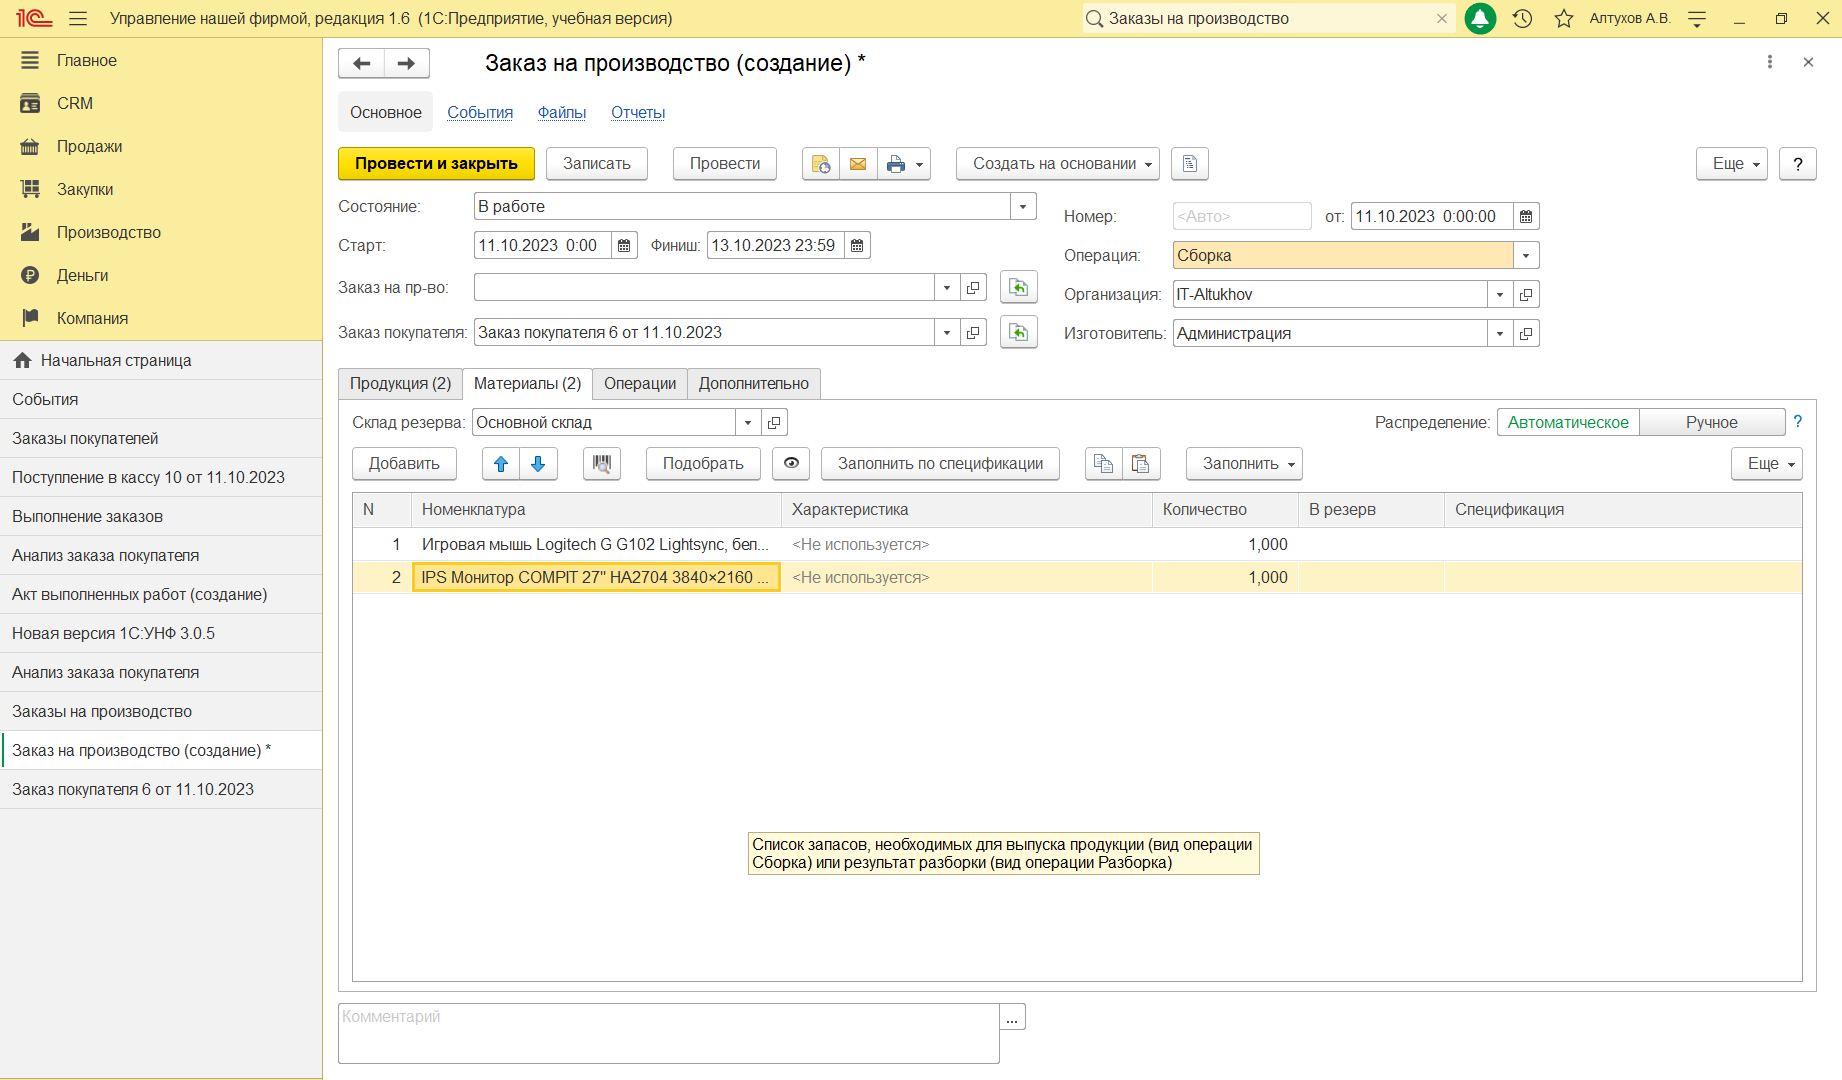 Управление нашей фирмой, редакция 1.6 (1С:Предприятие, учебная версия)
Заказы на производство
Алтухов А.В.
Главное
CRM
Продажи
Закупки
Производство
Деньги
Компания
Начальная страница
События
Заказы покупателей
Поступление в кассу 10 от 11.10.2023
Выполнение заказов
Анализ заказа покупателя
Акт выполненных работ (создание)
Новая версия 1С:УНФ 3.0.5
Анализ заказа покупателя
Заказы на производство
Заказ на производство (создание) *
Заказ покупателя 6 от 11.10.2023
Заказ на производство (создание) *
Основное События Файлы Отчеты
Провести и закрыть Записать Провести Создать на основании Еще ?
Состояние: В работе
Номер: <Авто> от: 11.10.2023 0:00:00
Старт: 11.10.2023 0:00 Финиш: 13.10.2023 23:59
Операция: Сборка
Заказ на пр-во:
Организация: IT-Altukhov
Заказ покупателя: Заказ покупателя 6 от 11.10.2023
Изготовитель: Администрация
Продукция (2) Материалы (2) Операции Дополнительно
Склад резерва: Основной склад Распределение: Автоматическое Ручное ?
Добавить Подобрать Заполнить по спецификации Заполнить Еще
N Номенклатура Характеристика Количество В резерв Спецификация
1 Игровая мышь Logitech G G102 Lightsync, бел... <Не используется> 1,000
2 IPS Монитор COMPIT 27" HA2704 3840×2160 ... <Не используется> 1,000
Список запасов, необходимых для выпуска продукции (вид операции
Сборка) или результат разборки (вид операции Разборка)
Комментарий
...